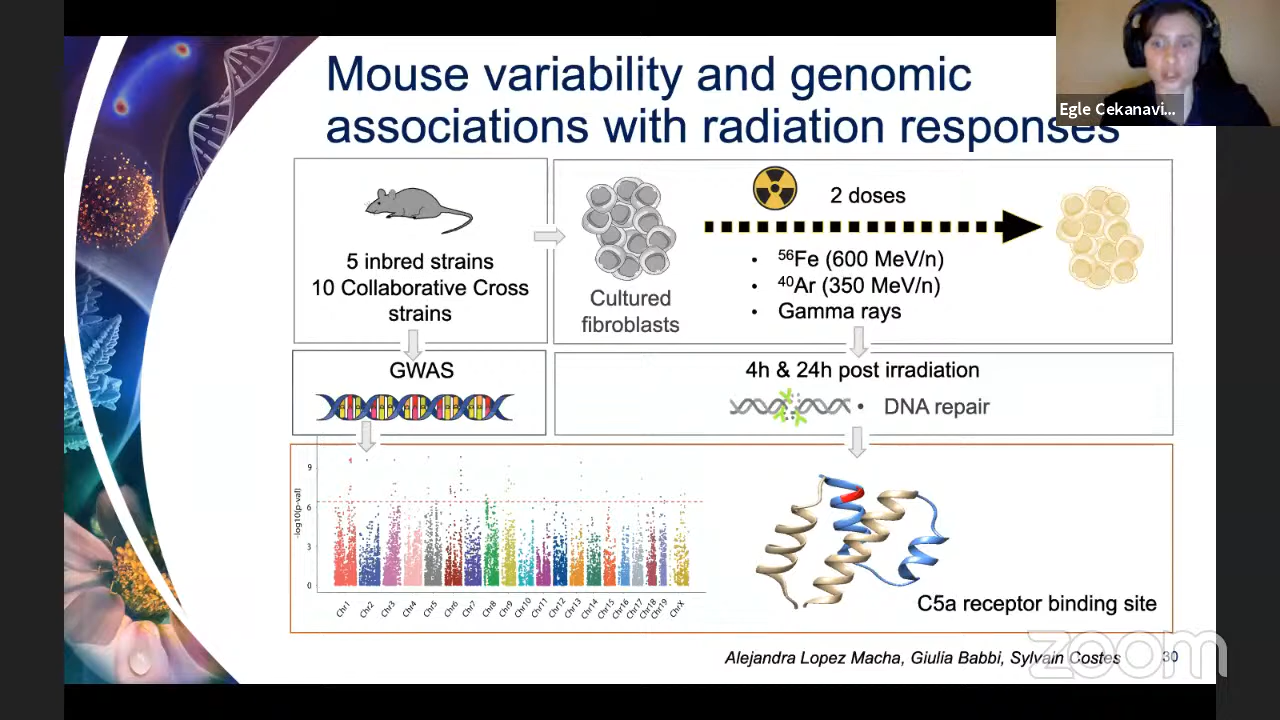 Mouse variability and genomic
associations with radiation responses
Egle Cekanavi...
5 inbred strains
10 Collaborative Cross
strains
Cultured
fibroblasts
2 doses
• ⁵⁶Fe (600 MeV/n)
• ⁴⁰Ar (350 MeV/n)
• Gamma rays
GWAS
4h & 24h post irradiation
• DNA repair
-log10(p-val)
9
6
3
0
Chr1 Chr2 Chr3 Chr4 Chr5 Chr6 Chr7 Chr8 Chr9 Chr10 Chr11 Chr12 Chr13 Chr14 Chr15 Chr16 Chr17 Chr18 Chr19 ChrX
C5a receptor binding site
Alejandra Lopez Macha, Giulia Babbi, Sylvain Costes
30
zoom